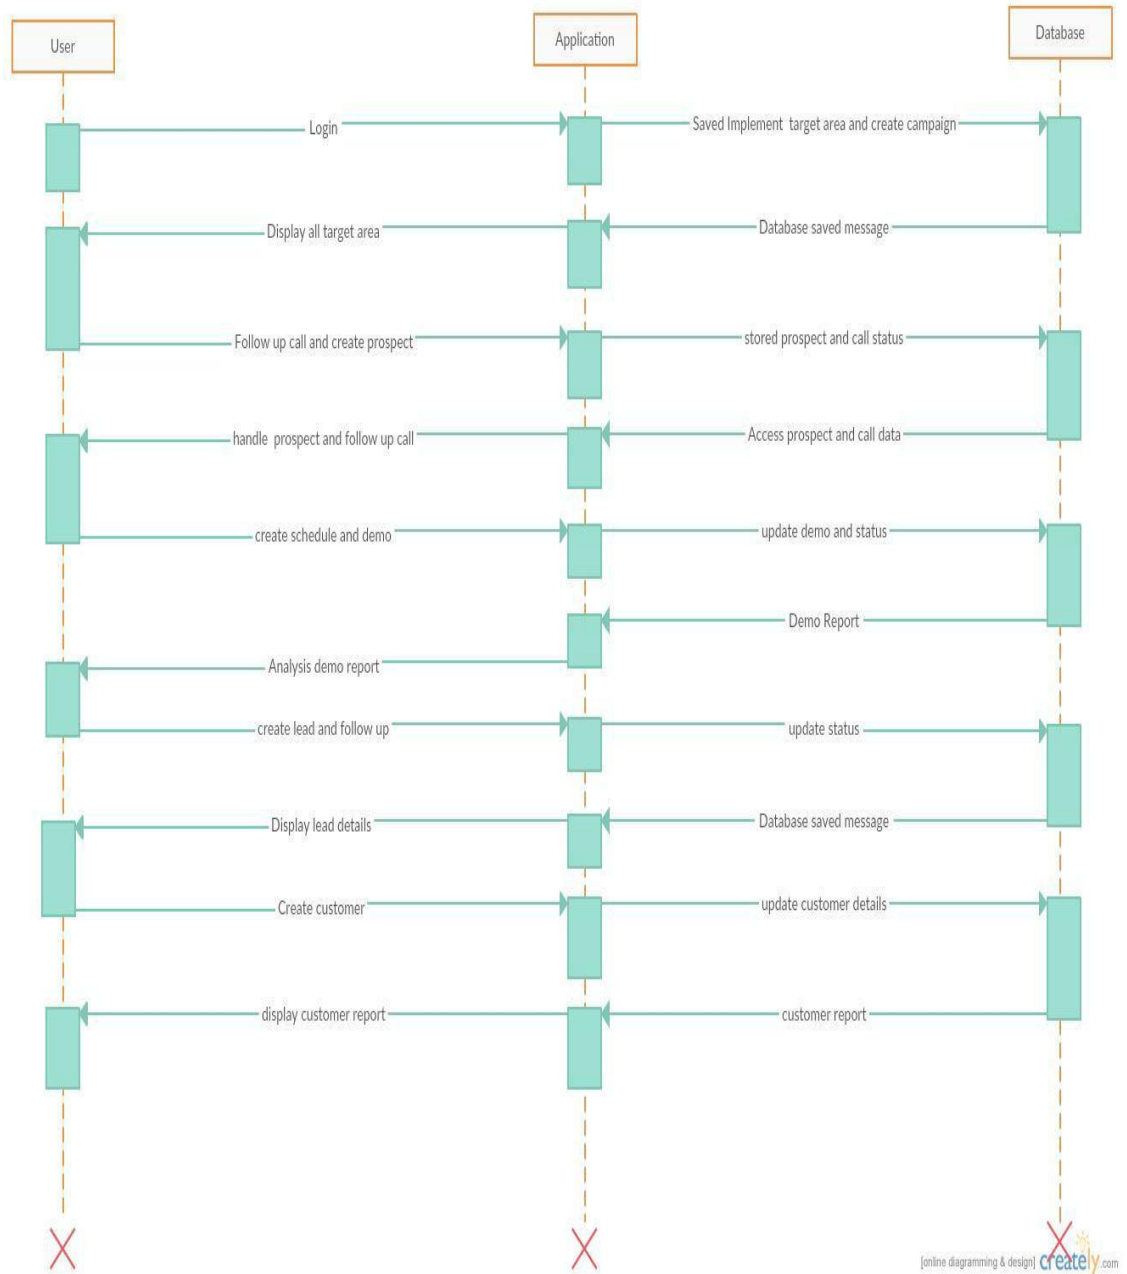 User
Application
Database
Login
Saved Implement target area and create campaign
Display all target area
Database saved message
Follow up call and create prospect
stored prospect and call status
handle prospect and follow up call
Access prospect and call data
create schedule and demo
update demo and status
Demo Report
Analysis demo report
create lead and follow up
update status
Display lead details
Database saved message
Create customer
update customer details
display customer report
customer report
[online diagramming & design] creately.com